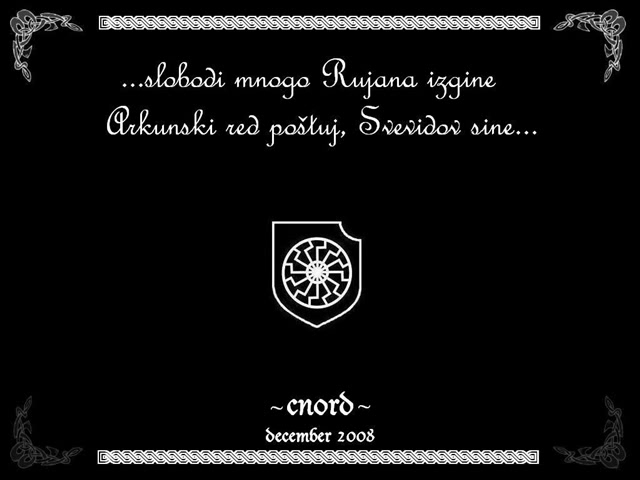 ...slobodi mnogo Rujana izgine
Arkunski red poštuj, Svevidov sine...
~cnord~
december 2008